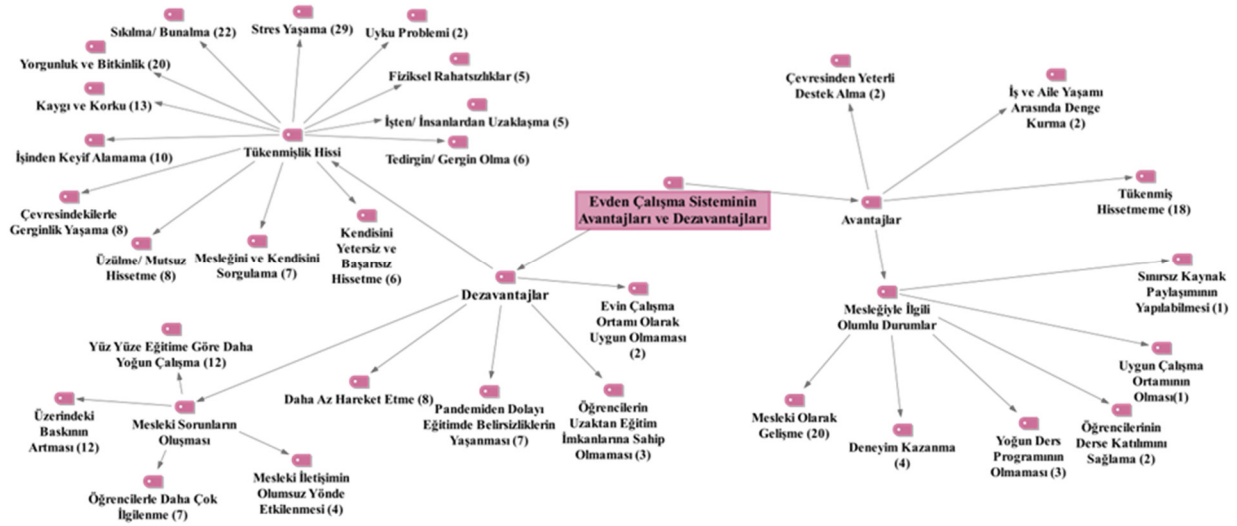 Sıkılma/ Bunalma (22)
Stres Yaşama (29)
Uyku Problemi (2)
Yorgunluk ve Bitkinlik (20)
Fiziksel Rahatsızlıklar (5)
Kaygı ve Korku (13)
İşten/ İnsanlardan Uzaklaşma (5)
İşinden Keyif Alamama (10)
Tükenmişlik Hissi
Tedirgin/ Gergin Olma (6)
Çevresindekilerle
Gerginlik Yaşama (8)
Üzülme/ Mutsuz
Hissetme (8)
Mesleğini ve Kendisini
Sorgulama (7)
Kendisini
Yetersiz ve
Başarısız
Hissetme (6)
Evden Çalışma Sisteminin
Avantajları ve Dezavantajları
Çevresinden Yeterli
Destek Alma (2)
İş ve Aile Yaşamı
Arasında Denge
Kurma (2)
Avantajlar
Tükenmiş
Hissetmeme (18)
Mesleğiyle İlgili
Olumlu Durumlar
Sınırsız Kaynak
Paylaşımının
Yapılabilmesi (1)
Uygun Çalışma
Ortamının
Olması(1)
Öğrencilerinin
Derse Katılımını
Sağlama (2)
Yoğun Ders
Programının
Olmaması (3)
Deneyim Kazanma
(4)
Mesleki Olarak
Gelişme (20)
Dezavantajlar
Evin Çalışma
Ortamı Olarak
Uygun Olmaması
(2)
Öğrencilerin
Uzaktan Eğitim
İmkanlarına Sahip
Olmaması (3)
Pandemiden Dolayı
Eğitimde Belirsizliklerin
Yaşanması (7)
Daha Az Hareket Etme (8)
Yüz Yüze Eğitime Göre Daha
Yoğun Çalışma (12)
Üzerindeki
Baskının
Artması (12)
Mesleki Sorunların
Oluşması
Öğrencilerle Daha Çok
İlgilenme (7)
Mesleki İletişimin
Olumsuz Yönde
Etkilenmesi (4)